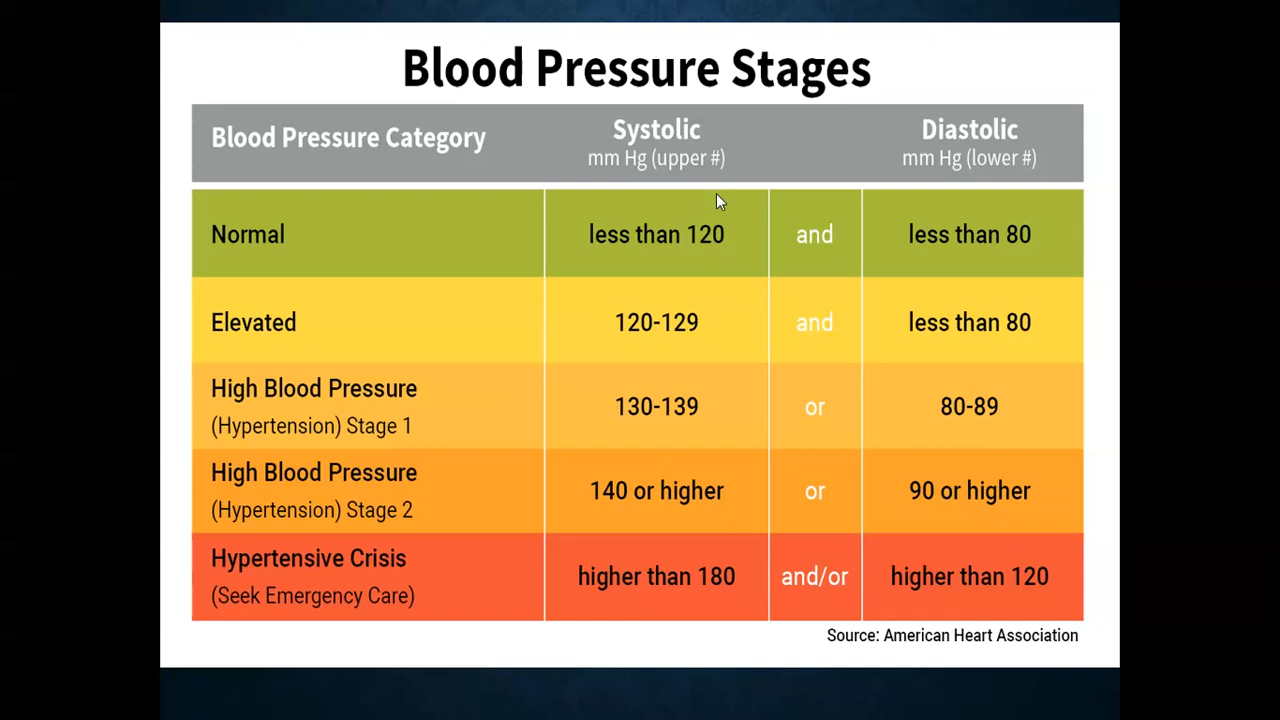 Blood Pressure Stages
Blood Pressure Category Systolic Diastolic
mm Hg (upper #) mm Hg (lower #)
Normal less than 120 and less than 80
Elevated 120-129 and less than 80
High Blood Pressure
(Hypertension) Stage 1 130-139 or 80-89
High Blood Pressure
(Hypertension) Stage 2 140 or higher or 90 or higher
Hypertensive Crisis
(Seek Emergency Care) higher than 180 and/or higher than 120
Source: American Heart Association